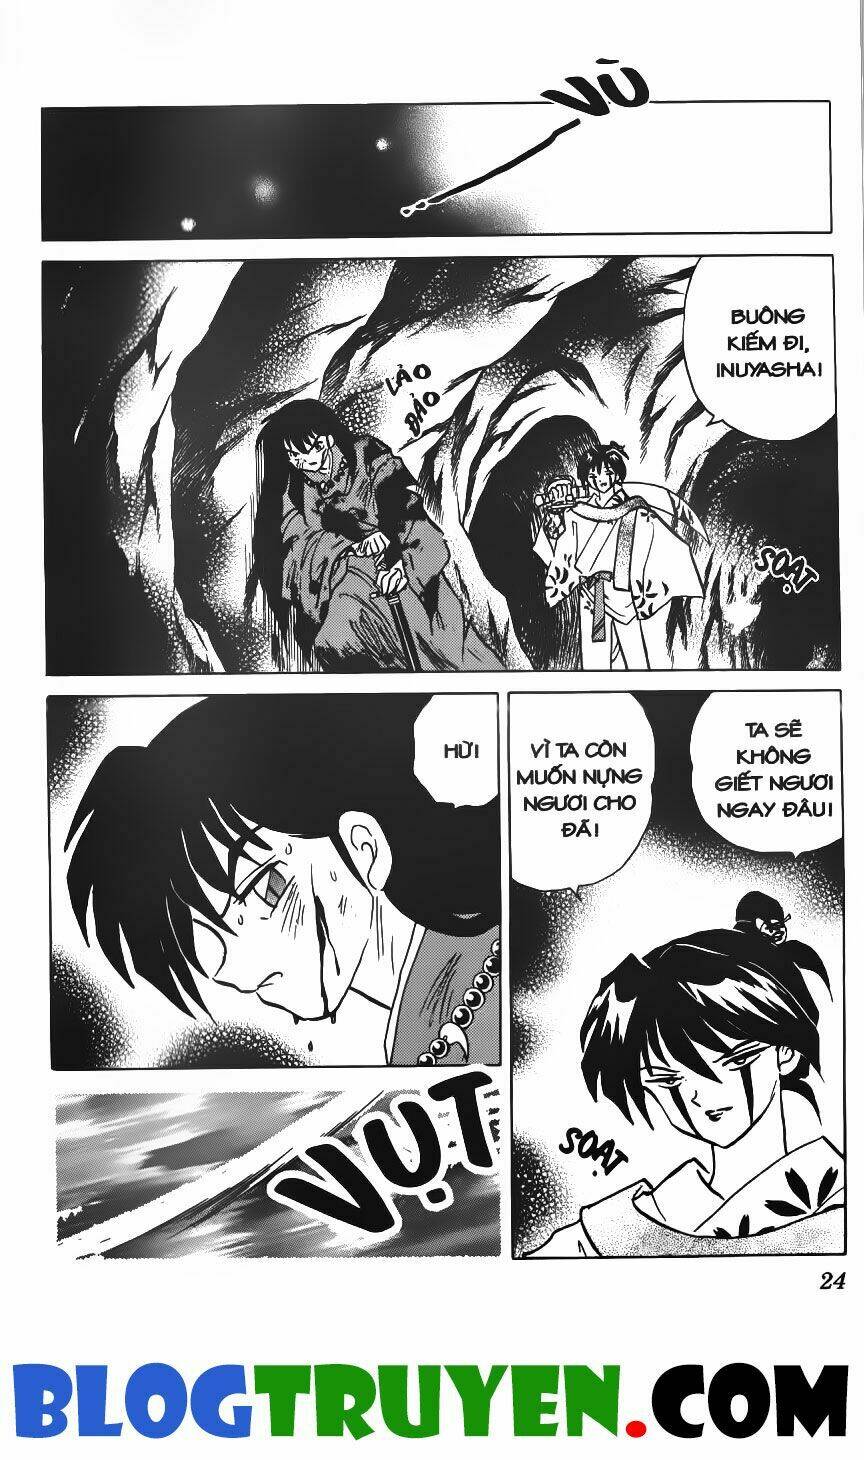 VÙ
BUÔNG
KIẾM ĐI,
INUYASHA!
LẢO
ĐẢO
SOẠT
TA SẼ
KHÔNG
GIẾT NGƯƠI
NGAY ĐÂU!
VÌ TA CÒN
MUỐN NỰNG
NGƯƠI CHO
ĐÃ!
SOẠT
HỪ!
VỤT
24
BLOGTRUYEN.COM